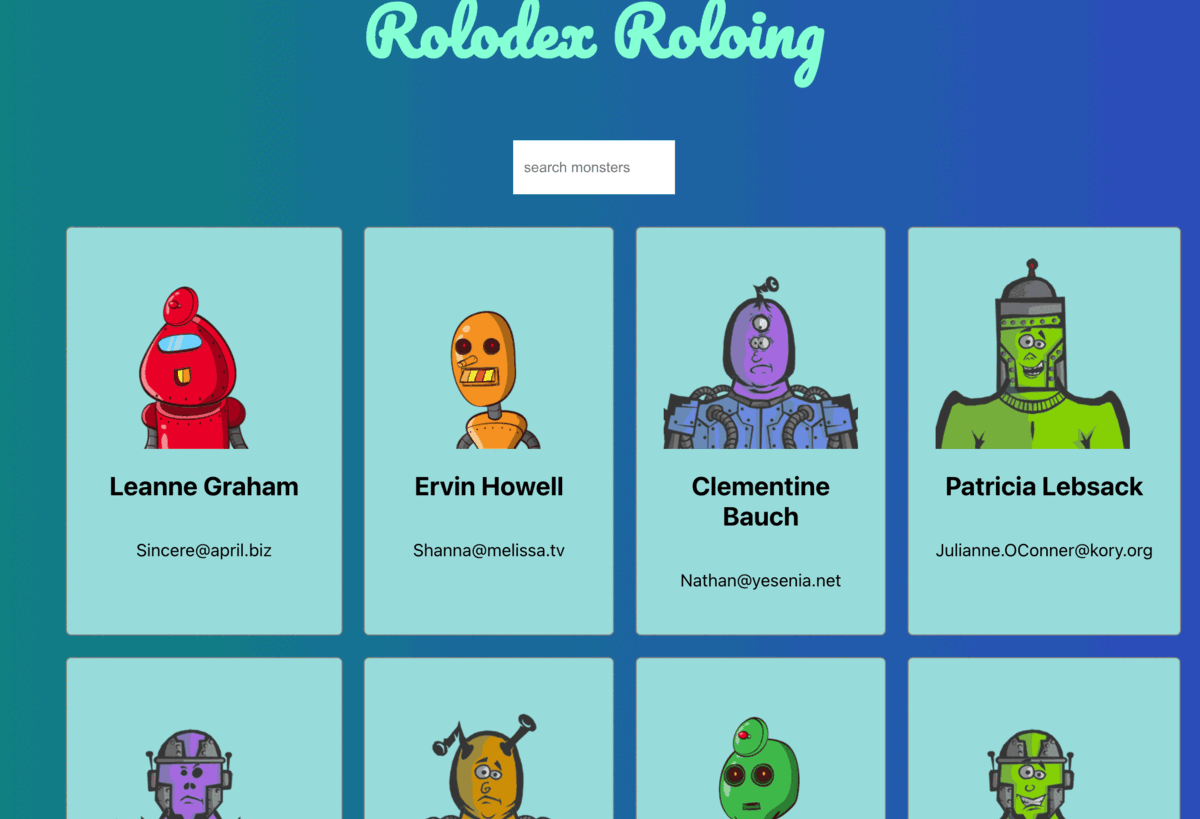 Rolodex Roloing
search monsters
Leanne Graham
Sincere@april.biz
Ervin Howell
Shanna@melissa.tv
Clementine
Bauch
Nathan@yesenia.net
Patricia Lebsack
Julianne.OConner@kory.org